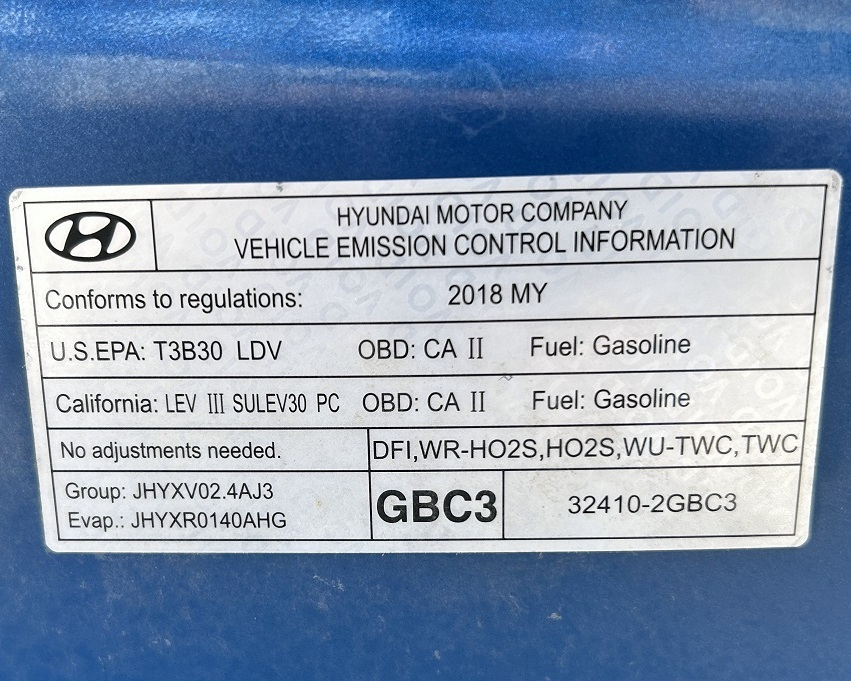 HYUNDAI MOTOR COMPANY
VEHICLE EMISSION CONTROL INFORMATION
Conforms to regulations: 2018 MY
U.S.EPA: T3B30 LDV OBD: CA II Fuel: Gasoline
California: LEV III SULEV30 PC OBD: CA II Fuel: Gasoline
No adjustments needed. DFI,WR-HO2S,HO2S,WU-TWC,TWC
Group: JHYXV02.4AJ3
Evap.: JHYXR0140AHG
GBC3
32410-2GBC3